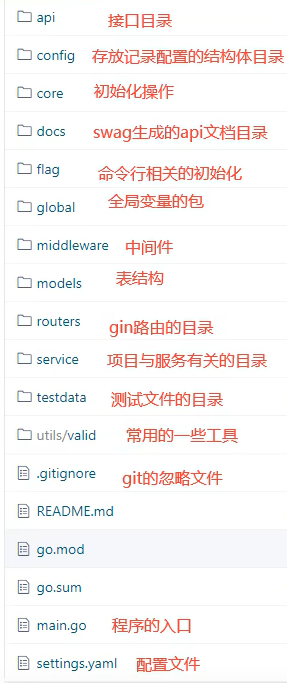 api 接口目录
config 存放记录配置的结构体目录
core 初始化操作
docs swag生成的api文档目录
flag 命令行相关的初始化
global 全局变量的包
middleware 中间件
models 表结构
routers gin路由的目录
service 项目与服务有关的目录
testdata 测试文件的目录
utils/valid 常用的一些工具
.gitignore git的忽略文件
README.md
go.mod
go.sum
main.go 程序的入口
settings.yaml 配置文件